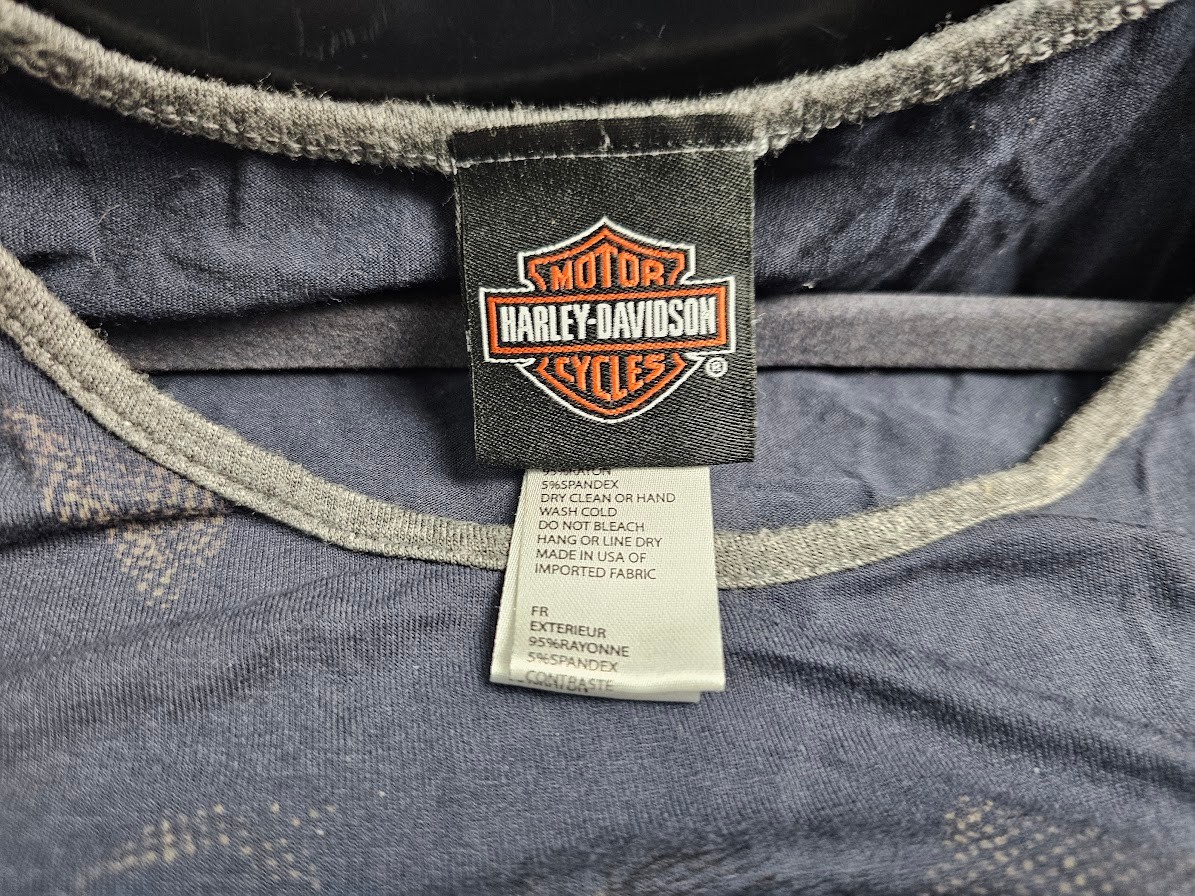 MOTOR
HARLEY-DAVIDSON
CYCLES
®
5%SPANDEX
DRY CLEAN OR HAND
WASH COLD
DO NOT BLEACH
HANG OR LINE DRY
MADE IN USA OF
IMPORTED FABRIC
FR
EXTERIEUR
95%RAYONNE
5%SPANDEX
CONTRASTE